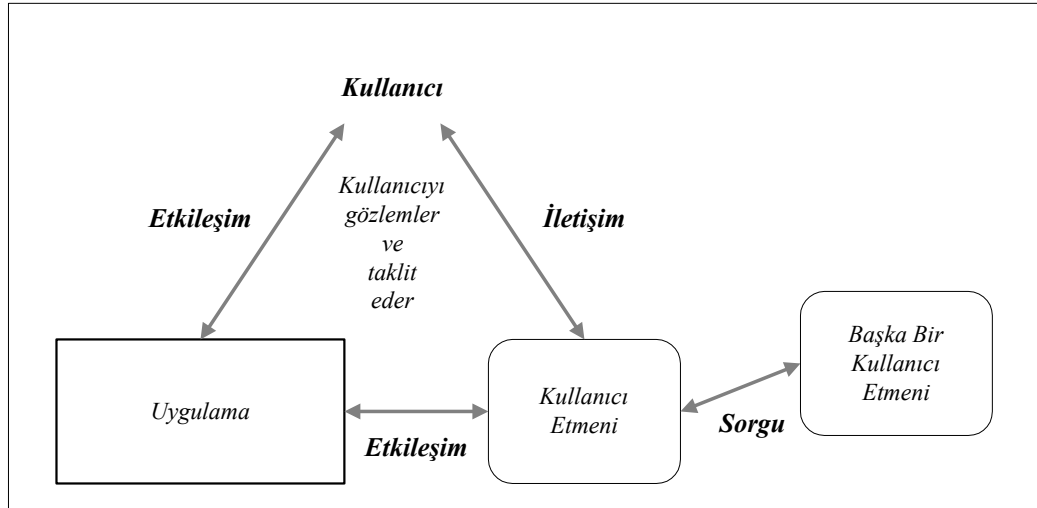 Kullanıcı
Kullanıcıyı
gözlemler
ve
taklit
eder
Etkileşim
İletişim
Başka Bir
Kullanıcı
Etmeni
Uygulama
Kullanıcı
Etmeni
Sorgu
Etkileşim